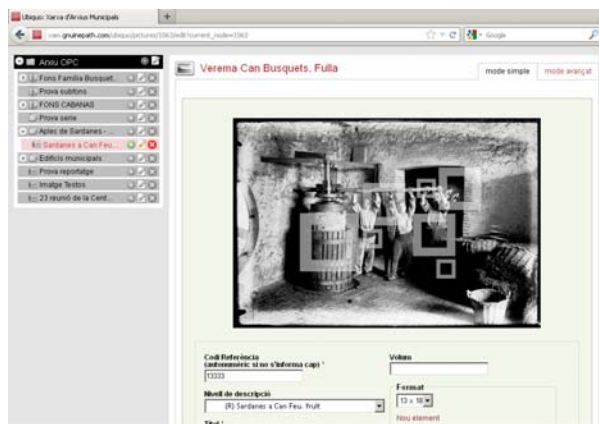 Ubiquo: Xarxa d'Arxius Municipals
Google
Arxiu OPC
Fons Família Busquet...
Prova subfons
FONS CABANAS
Prova serie
Aplec de Sardanes - ...
Sardanes a Can Feu...
Edificis municipals
Prova reportatge
Imatge Textos
23 reunió de la Cent...
Verema Can Busquets. Fulla
mode simple
mode avançat
Codi Referència
(autonumèric si no s'informa cap) *
13333
Nivell de descripció
(R) Sardanes a Can Feu. fruit
Títol *
Volum
Format
13 x 18
Nou element